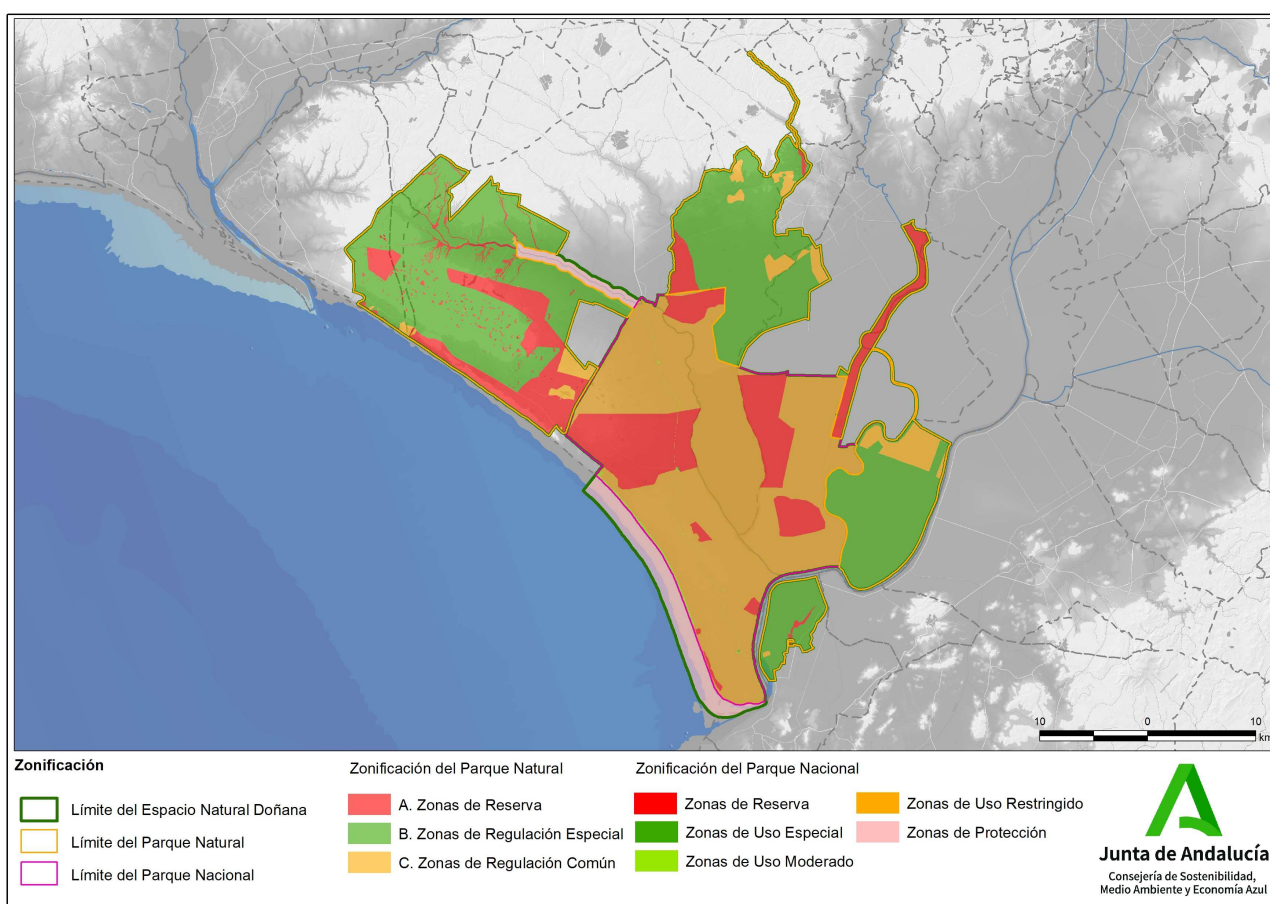 10
0
10
km
Zonificación
Límite del Espacio Natural Doñana
Límite del Parque Natural
Límite del Parque Nacional
Zonificación del Parque Natural
A. Zonas de Reserva
B. Zonas de Regulación Especial
C. Zonas de Regulación Común
Zonificación del Parque Nacional
Zonas de Reserva
Zonas de Uso Especial
Zonas de Uso Moderado
Zonas de Uso Restringido
Zonas de Protección
Junta de Andalucía
Consejería de Sostenibilidad,
Medio Ambiente y Economía Azul